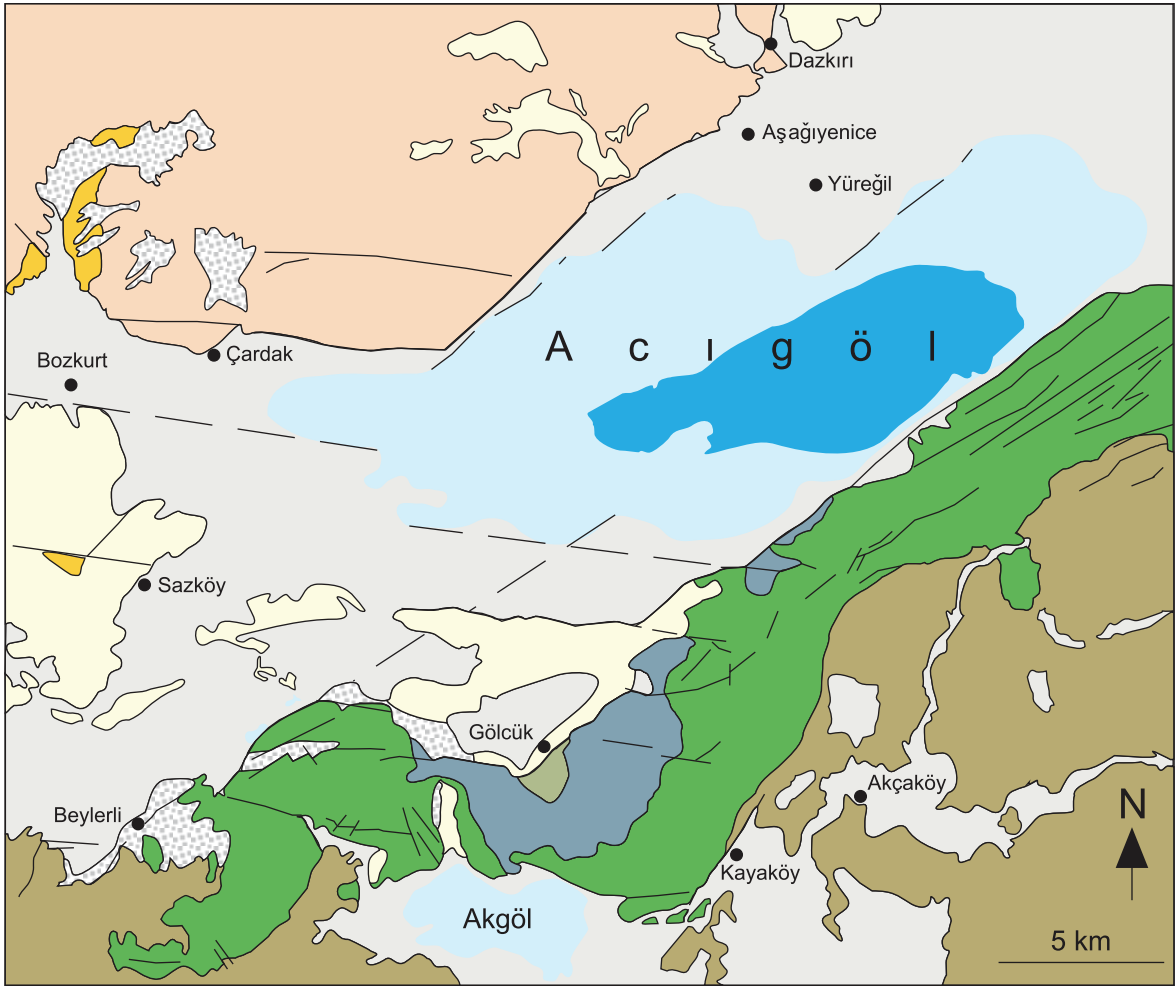 Dazkırı
Aşağıyenice
Yüreğil
Acıgöl
Bozkurt
Çardak
Sazköy
Gölcük
Beylerli
Akçaköy
N
Kayaköy
Akgöl
5 km